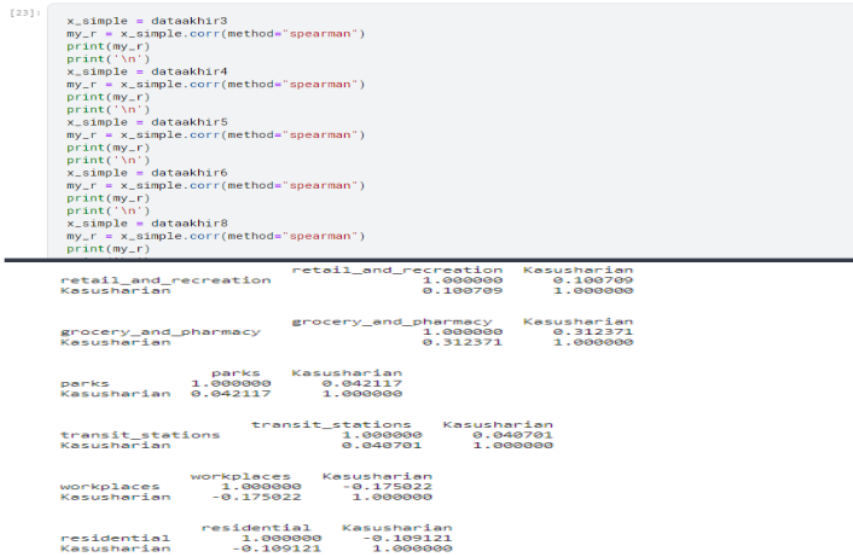 [23]:
x_simple = dataakhir3
my_r = x_simple.corr(method="spearman")
print(my_r)
print('\n')
x_simple = dataakhir4
my_r = x_simple.corr(method="spearman")
print(my_r)
print('\n')
x_simple = dataakhir5
my_r = x_simple.corr(method="spearman")
print(my_r)
print('\n')
x_simple = dataakhir6
my_r = x_simple.corr(method="spearman")
print(my_r)
print('\n')
x_simple = dataakhir8
my_r = x_simple.corr(method="spearman")
print(my_r)
retail_and_recreation Kasusharian
retail_and_recreation 1.000000 0.100709
Kasusharian 0.100709 1.000000
grocery_and_pharmacy Kasusharian
grocery_and_pharmacy 1.000000 0.312371
Kasusharian 0.312371 1.000000
parks Kasusharian
parks 1.000000 0.042117
Kasusharian 0.042117 1.000000
transit_stations Kasusharian
transit_stations 1.000000 0.040701
Kasusharian 0.040701 1.000000
workplaces Kasusharian
workplaces 1.000000 -0.175022
Kasusharian -0.175022 1.000000
residential Kasusharian
residential 1.000000 -0.109121
Kasusharian -0.109121 1.000000